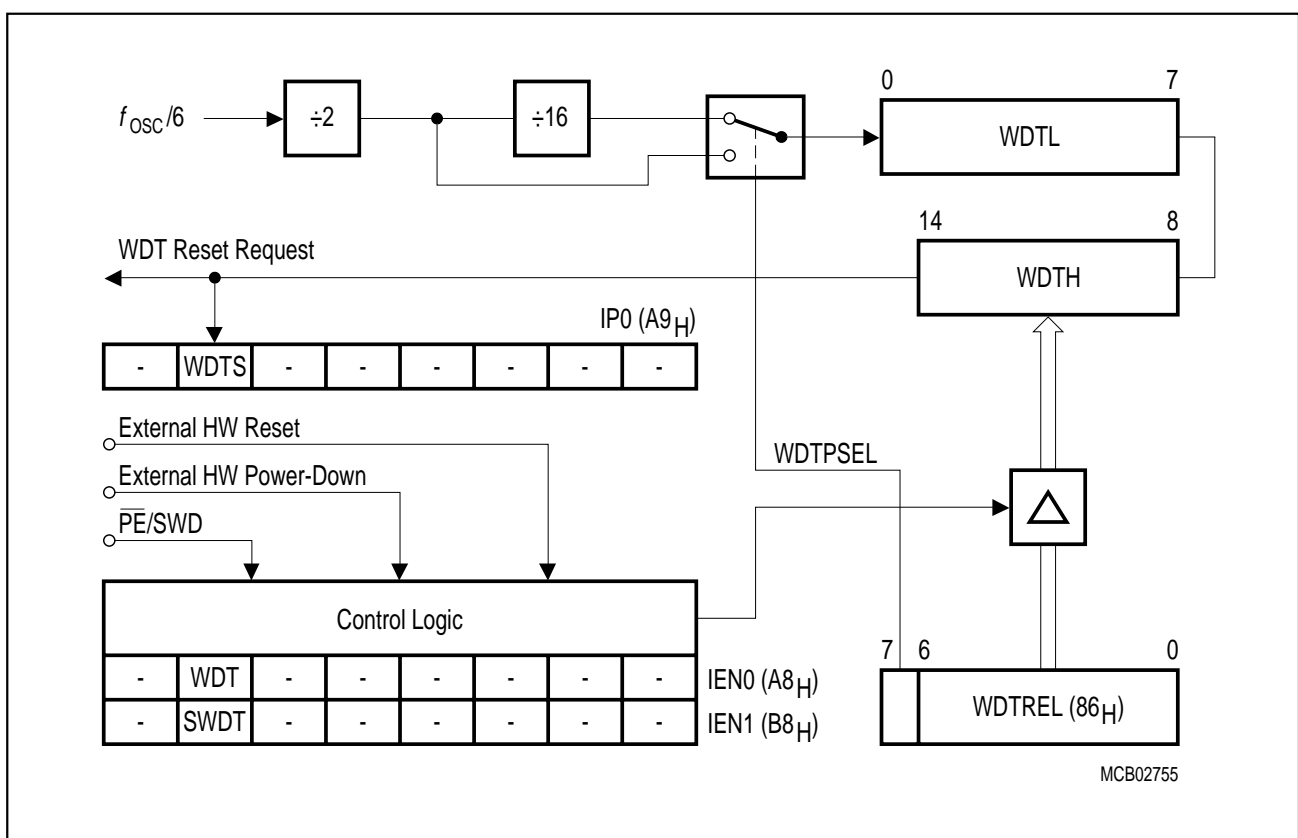 0 7
f OSC/6 ÷2 ÷16 WDTL
14 8
WDT Reset Request
WDTH
IP0 (A9H)
- WDTS - - - - - -
External HW Reset
WDTPSEL
External HW Power-Down
PE/SWD
Control Logic
7 6 0
- WDT - - - - - - IEN0 (A8H)
WDTREL (86H)
- SWDT - - - - - - IEN1 (B8H)
MCB02755